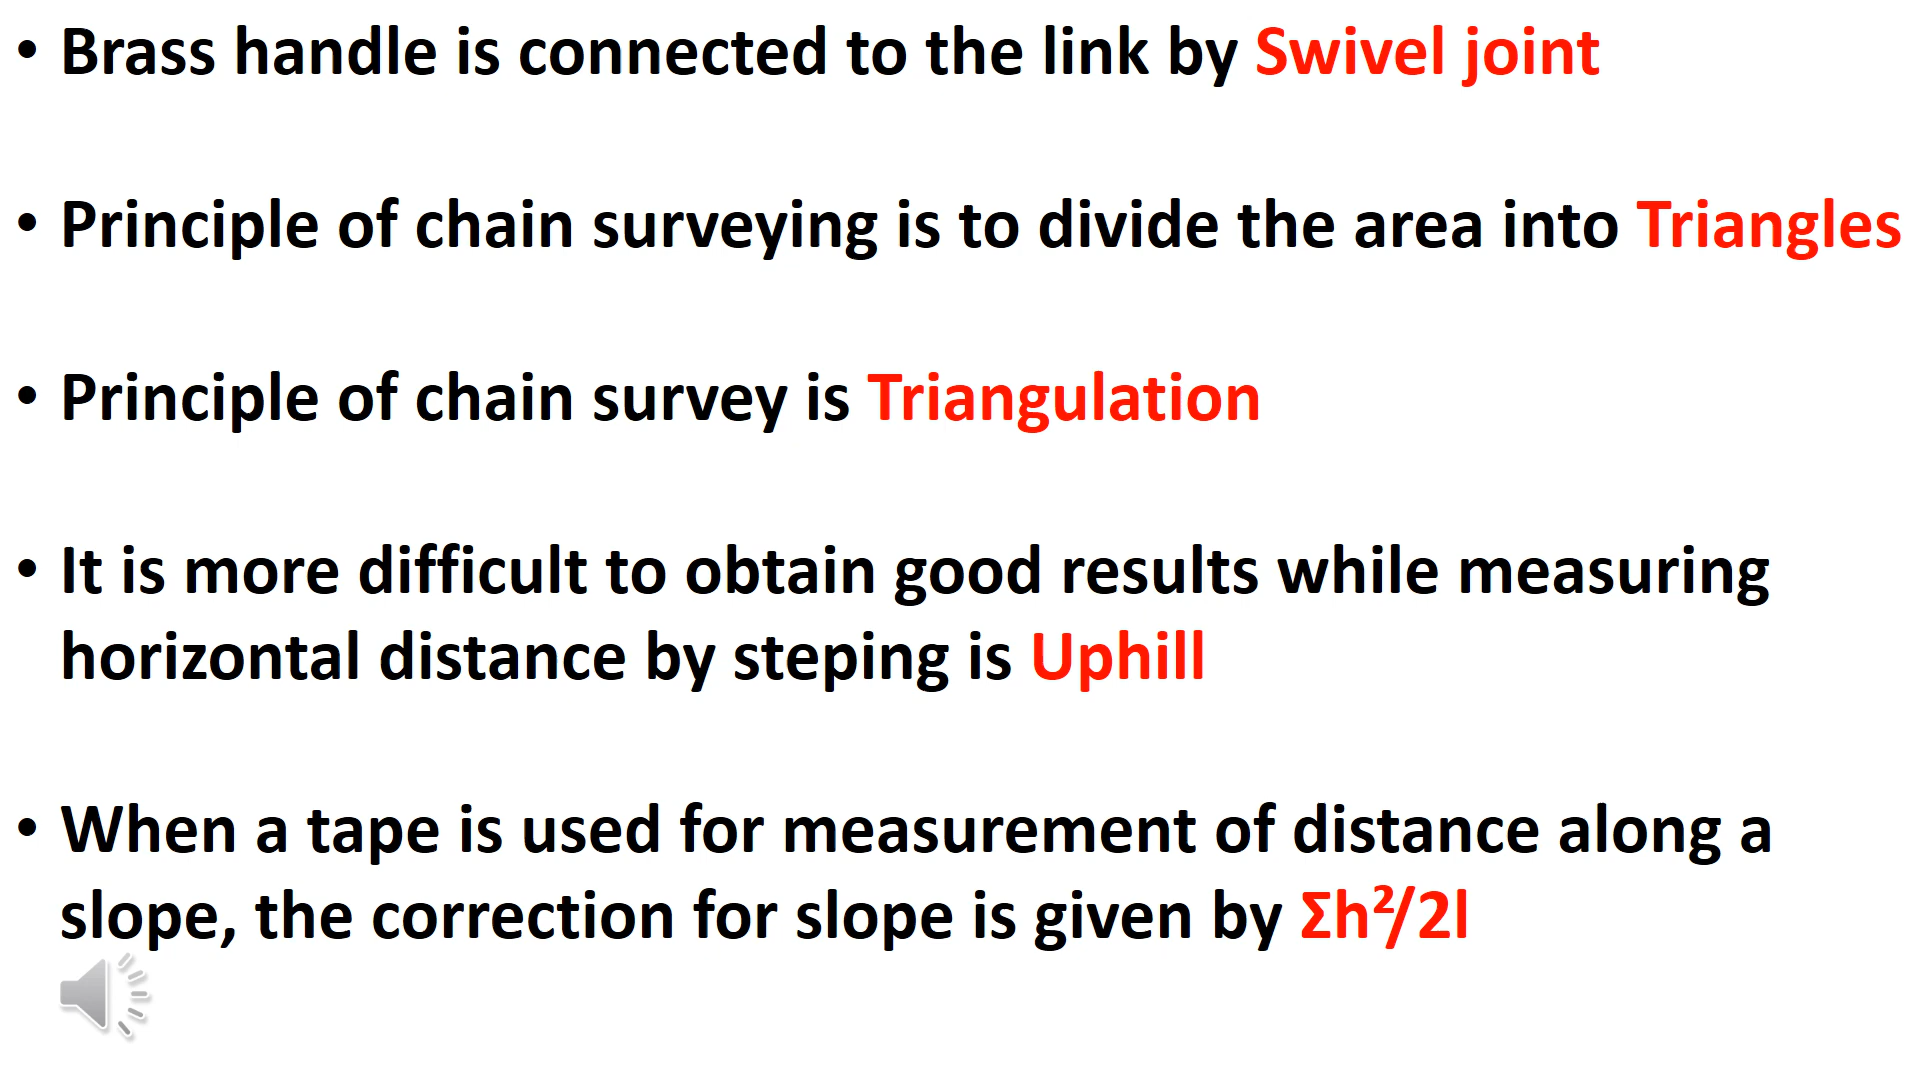 • Brass handle is connected to the link by Swivel joint
• Principle of chain surveying is to divide the area into Triangles
• Principle of chain survey is Triangulation
• It is more difficult to obtain good results while measuring
horizontal distance by steping is Uphill
• When a tape is used for measurement of distance along a
slope, the correction for slope is given by Σh²/2l